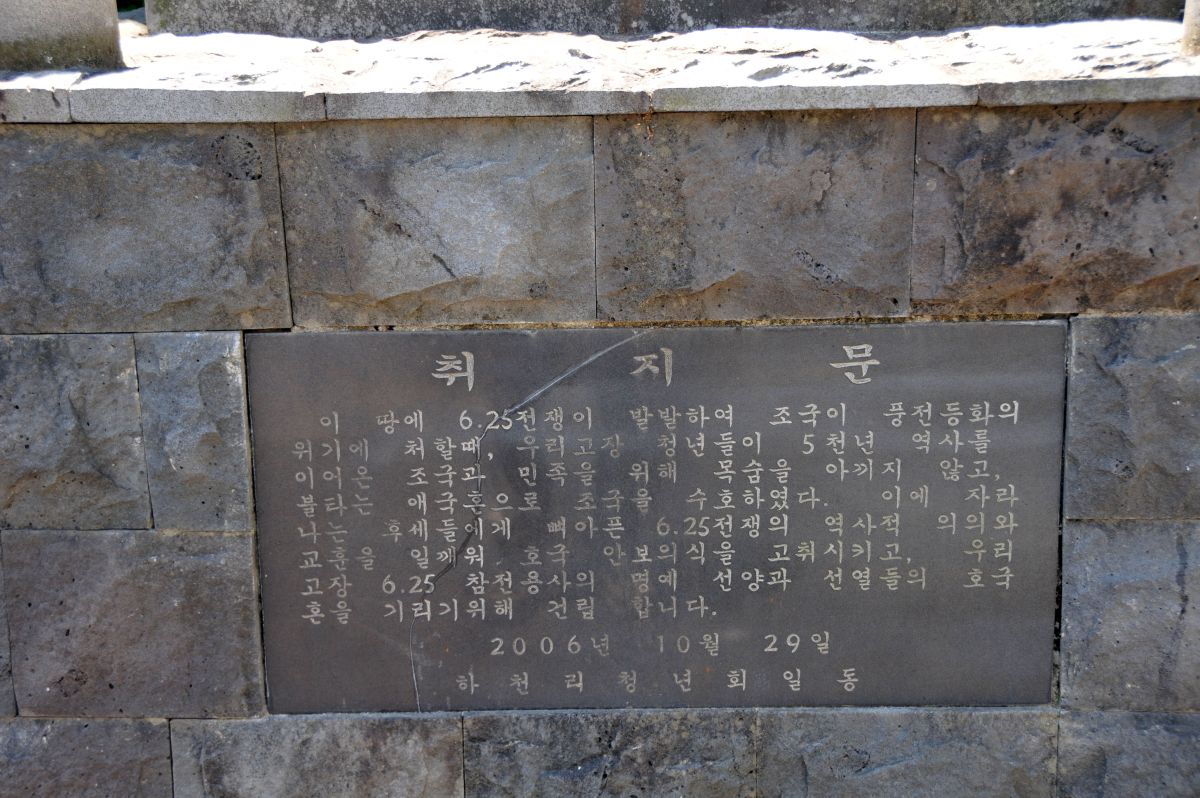 취 지 문
이 땅에 6.25전쟁이 발발하여 조국이 풍전등화의
위기에 처할때, 우리고장 청년들이 5천년 역사를
이어온 조국과 민족을 위해 목숨을 아끼지 않고,
불타는 애국혼으로 조국을 수호하였다. 이에 자라
나는 후세들에게 뼈아픈 6.25전쟁의 역사적 의의와
교훈을 일깨워 호국 안보의식을 고취시키고, 우리
고장 6.25 참전용사의 명예 선양과 선열들의 호국
혼을 기리기위해 건립 합니다.
2006년 10월 29일
하천리청년회일동